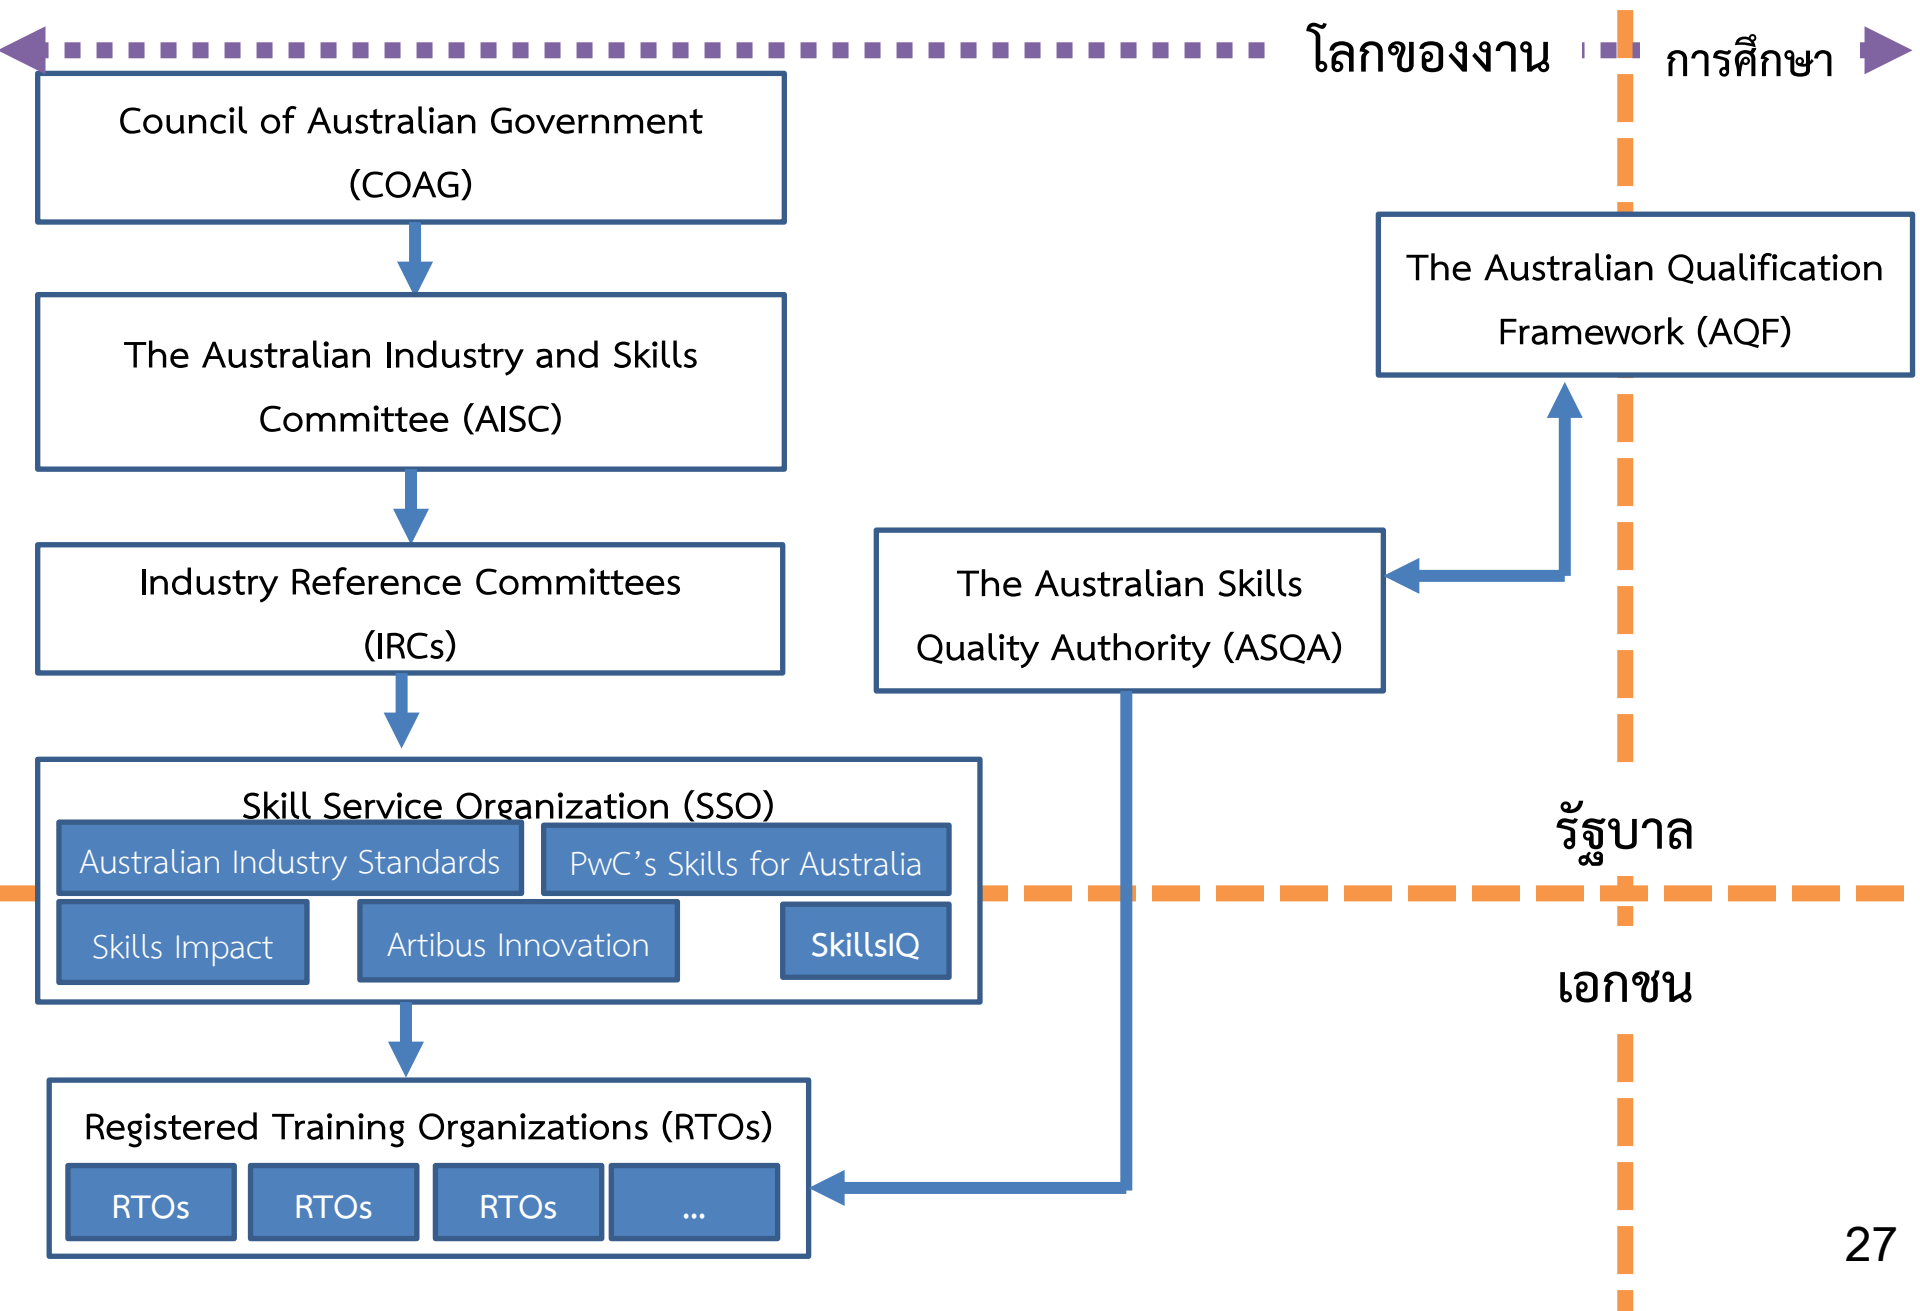 โลกของงาน
การศึกษา
Council of Australian Government
(COAG)
The Australian Qualification
Framework (AQF)
The Australian Industry and Skills
Committee (AISC)
Industry Reference Committees
(IRCs)
The Australian Skills
Quality Authority (ASQA)
Skill Service Organization (SSO)
Australian Industry Standards
PwC’s Skills for Australia
Skills Impact
Artibus Innovation
SkillsIQ
รัฐบาล
เอกชน
Registered Training Organizations (RTOs)
RTOs
RTOs
RTOs
...
27